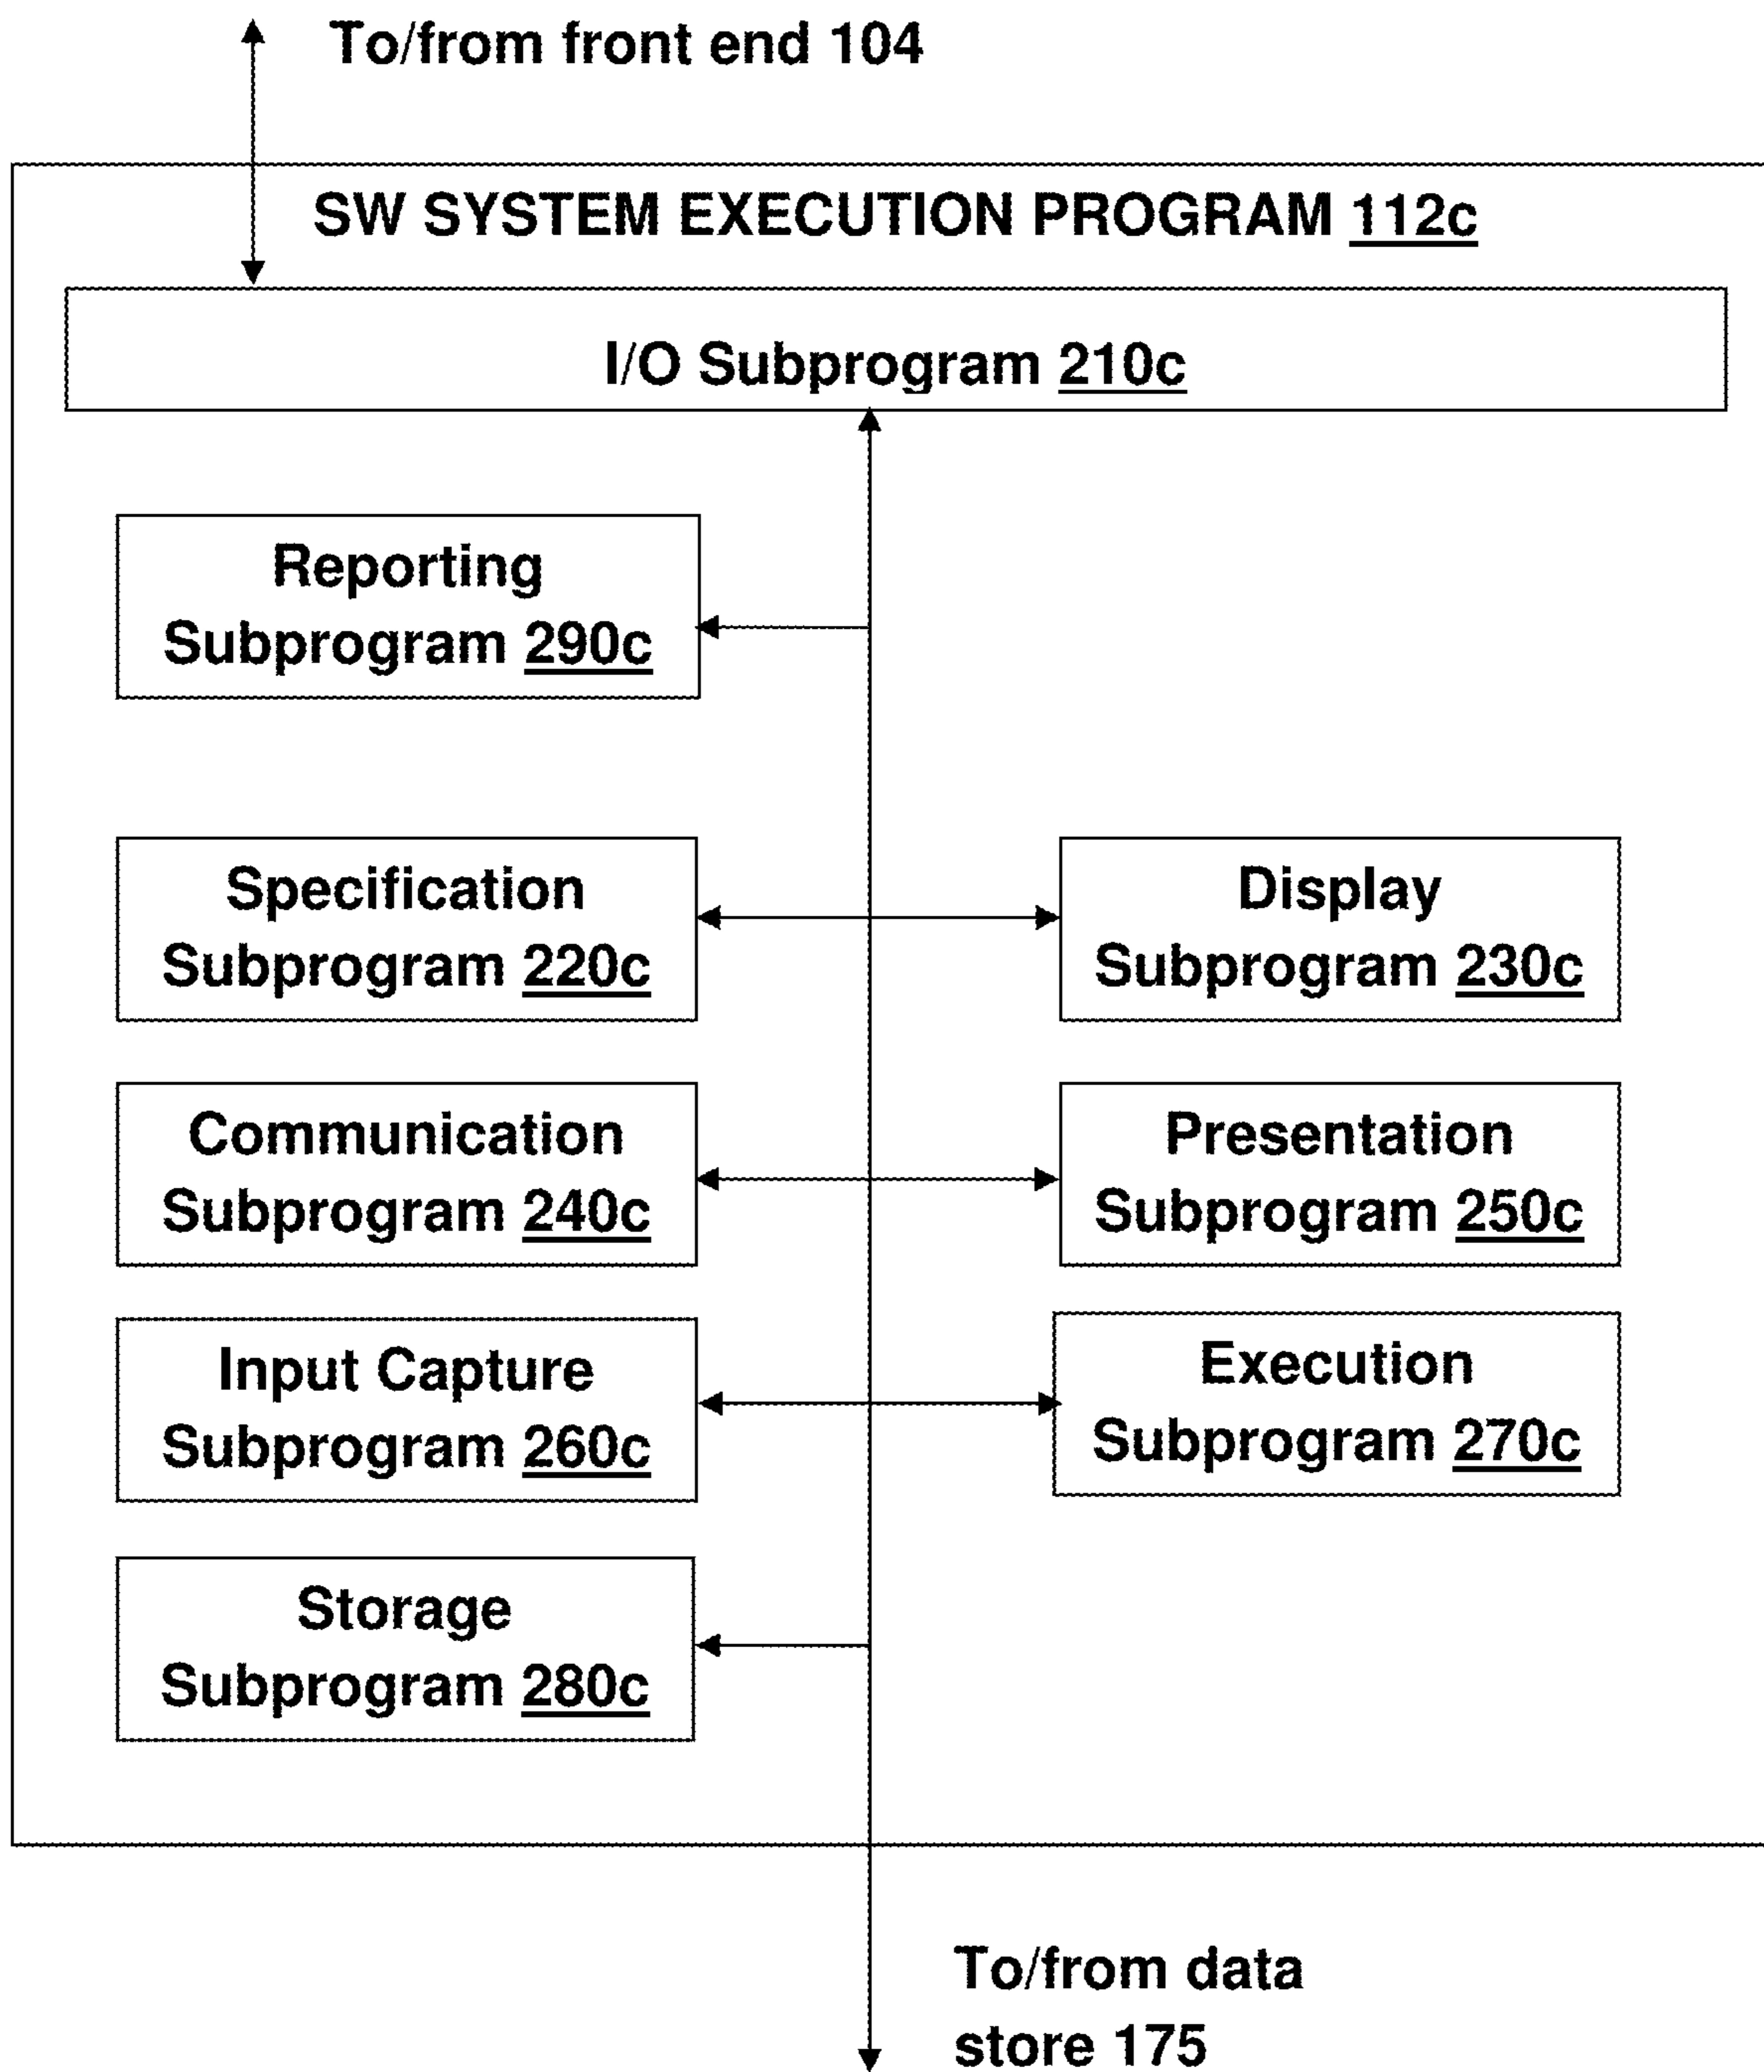 To/from front end 104
SW SYSTEM EXECUTION PROGRAM 112c
I/O Subprogram 210c
Reporting
Subprogram 290c
Specification
Subprogram 220c
Display
Subprogram 230c
Communication
Subprogram 240c
Presentation
Subprogram 250c
Input Capture
Subprogram 260c
Execution
Subprogram 270c
Storage
Subprogram 280c
To/from data
store 175